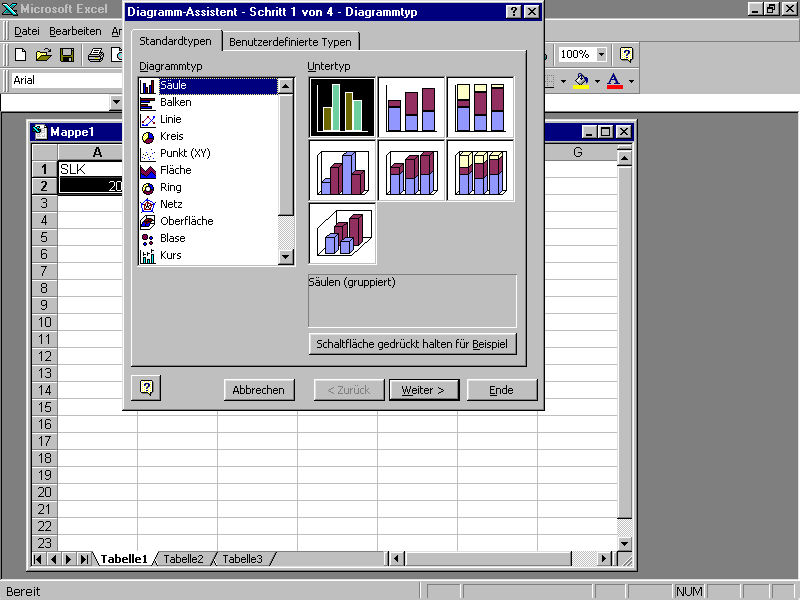 Microsoft Excel
Diagramm-Assistent - Schritt 1 von 4 - Diagrammtyp
Datei Bearbeiten
Standardtypen Benutzerdefinierte Typen
100%
Arial
Diagrammtyp Untertyp
Säule
Balken
Linie
Kreis
Punkt (XY)
Fläche
Ring
Netz
Oberfläche
Blase
Kurs
Säulen (gruppiert)
Schaltfläche gedrückt halten für Beispiel
Abbrechen < Zurück Weiter > Ende
Mappe1
A G
1 SLK
2 20
3
4
5
6
7
8
9
10
11
12
13
14
15
16
17
18
19
20
21
22
23
Tabelle1 Tabelle2 Tabelle3
Bereit NUM